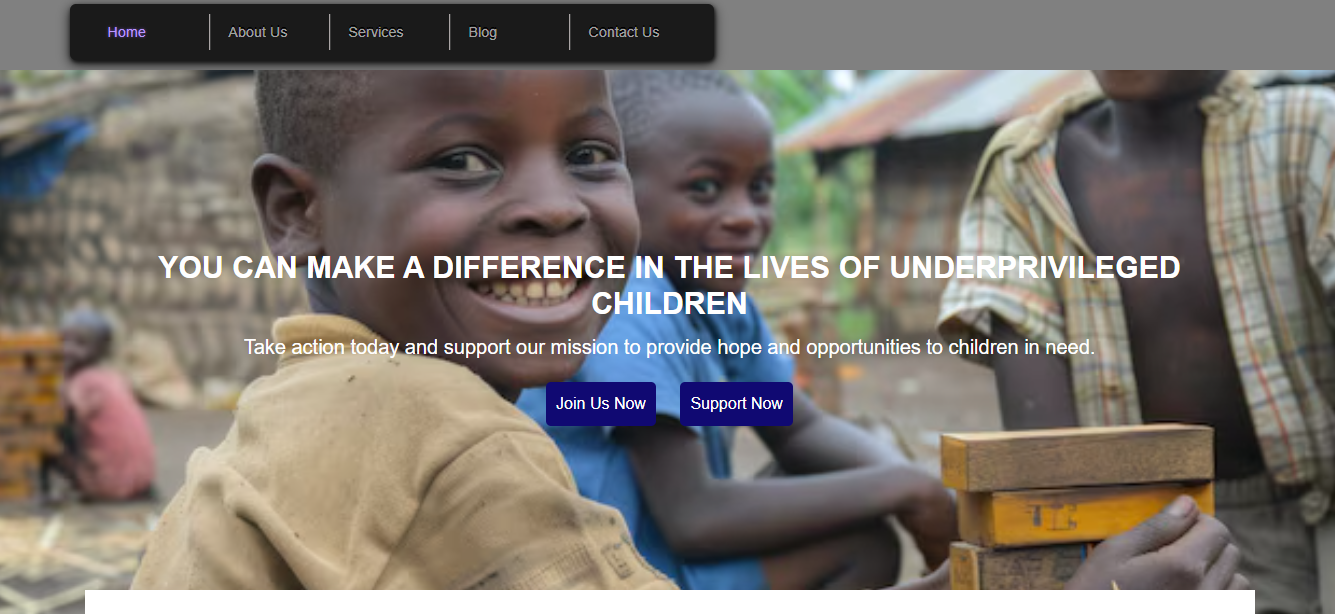 Home About Us Services Blog Contact Us
YOU CAN MAKE A DIFFERENCE IN THE LIVES OF UNDERPRIVILEGED
CHILDREN
Take action today and support our mission to provide hope and opportunities to children in need.
Join Us Now Support Now